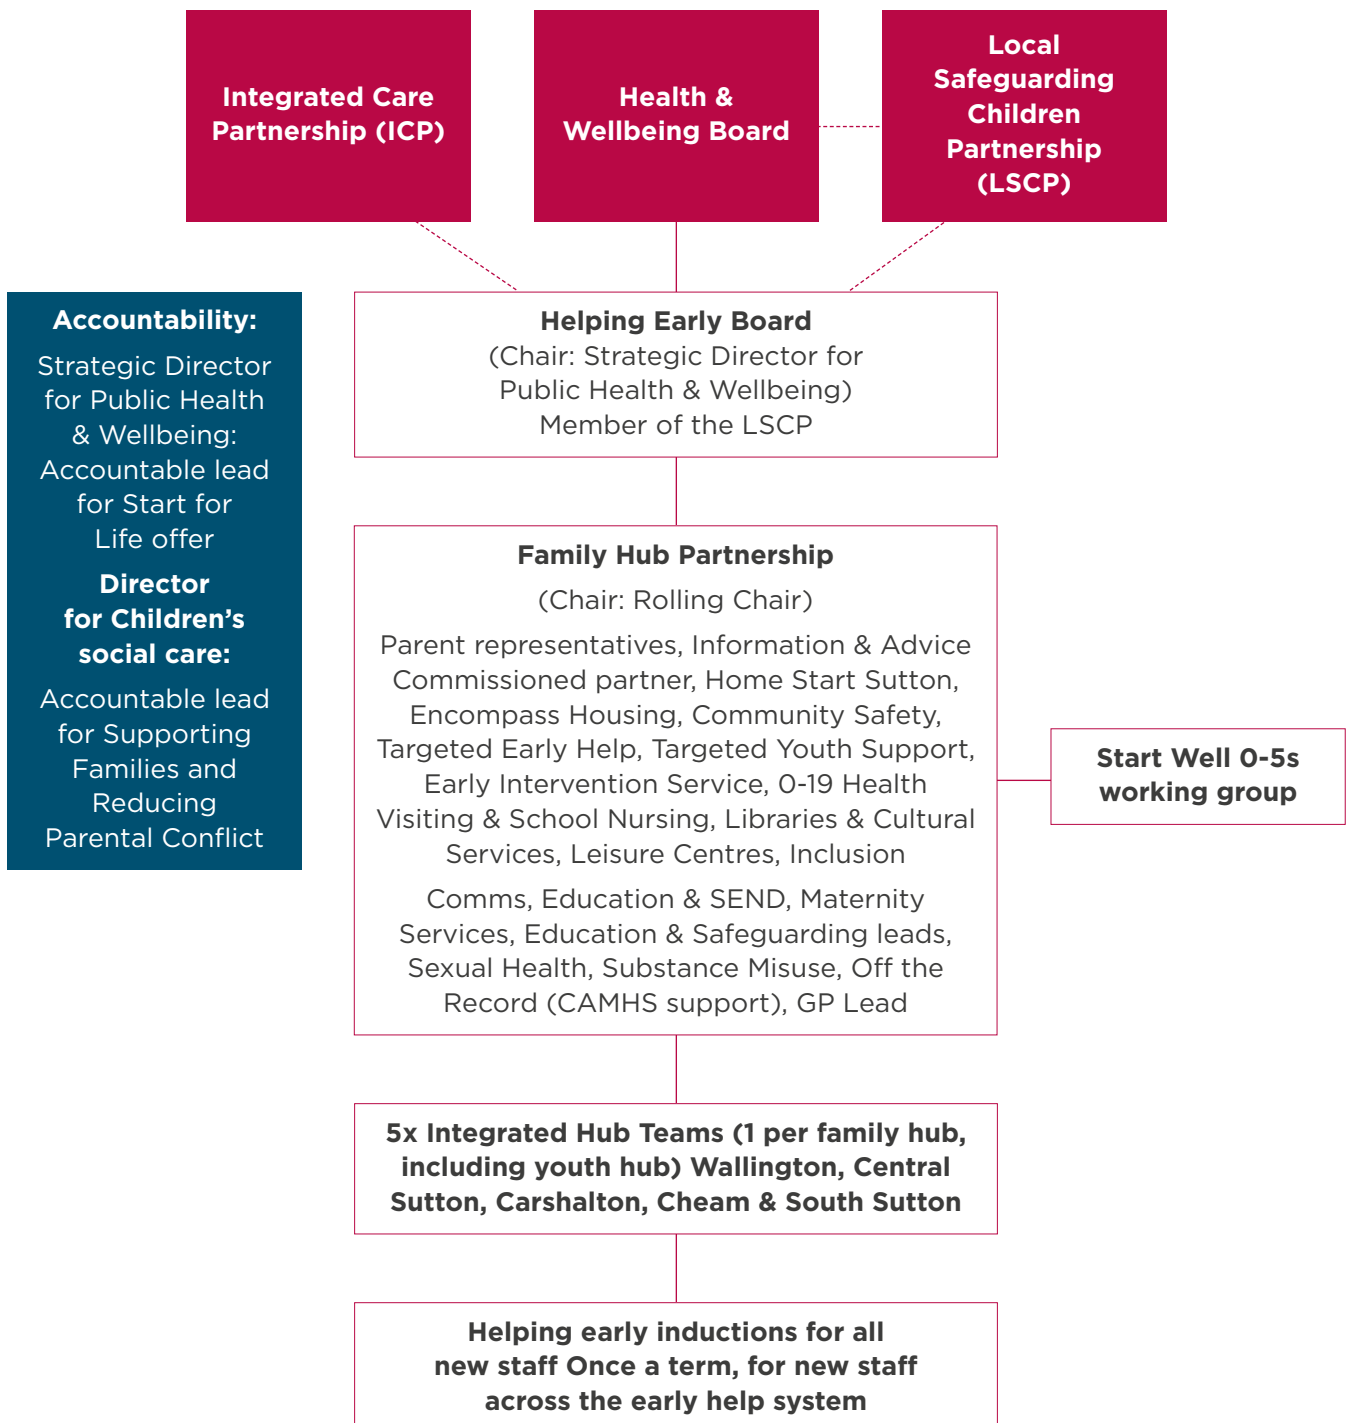 Integrated Care
Partnership (ICP)
Health &
Wellbeing Board
Local
Safeguarding
Children
Partnership
(LSCP)
Accountability:
Strategic Director
for Public Health
& Wellbeing:
Accountable lead
for Start for
Life offer
Director
for Children’s
social care:
Accountable lead
for Supporting
Families and
Reducing
Parental Conflict
Helping Early Board
(Chair: Strategic Director for
Public Health & Wellbeing)
Member of the LSCP
Family Hub Partnership
(Chair: Rolling Chair)
Parent representatives, Information & Advice
Commissioned partner, Home Start Sutton,
Encompass Housing, Community Safety,
Targeted Early Help, Targeted Youth Support,
Early Intervention Service, 0-19 Health
Visiting & School Nursing, Libraries & Cultural
Services, Leisure Centres, Inclusion
Comms, Education & SEND, Maternity
Services, Education & Safeguarding leads,
Sexual Health, Substance Misuse, Off the
Record (CAMHS support), GP Lead
Start Well 0-5s
working group
5x Integrated Hub Teams (1 per family hub,
including youth hub) Wallington, Central
Sutton, Carshalton, Cheam & South Sutton
Helping early inductions for all
new staff Once a term, for new staff
across the early help system